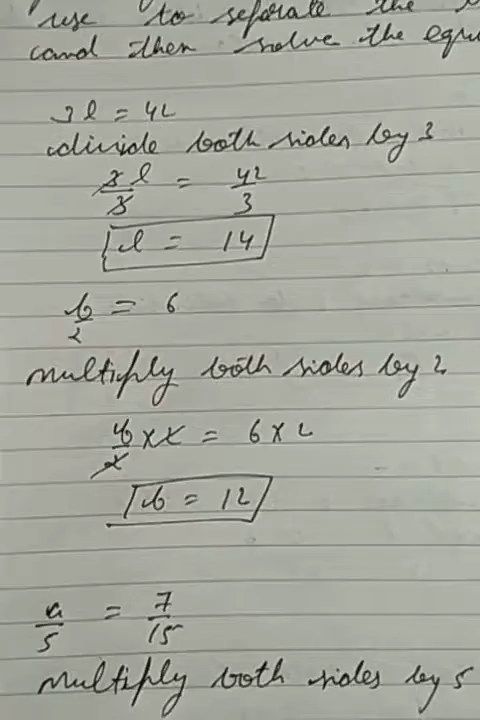 use to separate the
and then solve the equ
3l = 42
divide both sides by 3
3l/3 = 42/3
l = 14
b/2 = 6
multiply both sides by 2
b/2 × 2 = 6 × 2
b = 12
a/5 = 7/15
multiply both sides by 5